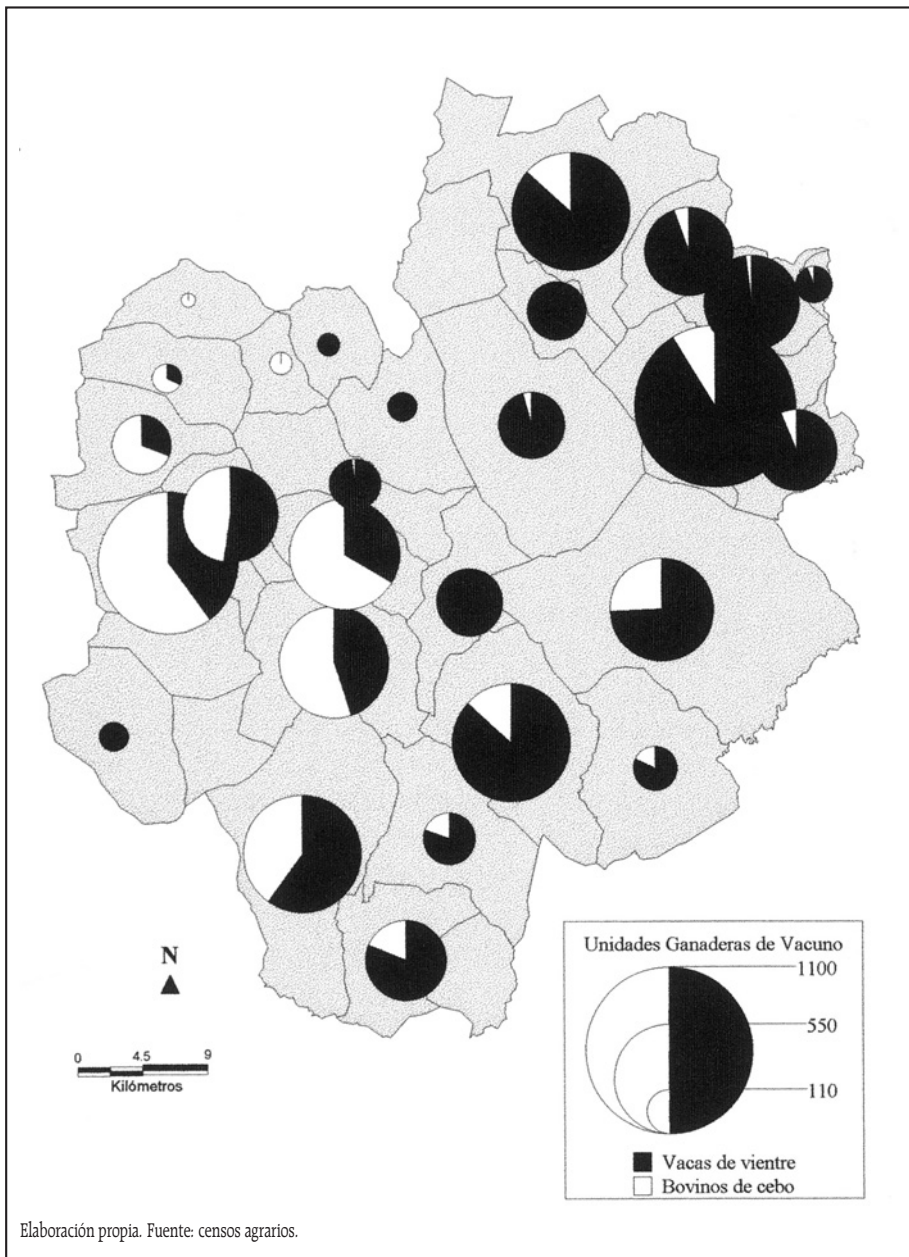 N
0 4.5 9
Kilómetros
Unidades Ganaderas de Vacuno
1100
550
110
Vacas de vientre
Bovinos de cebo
Elaboración propia. Fuente: censos agrarios.